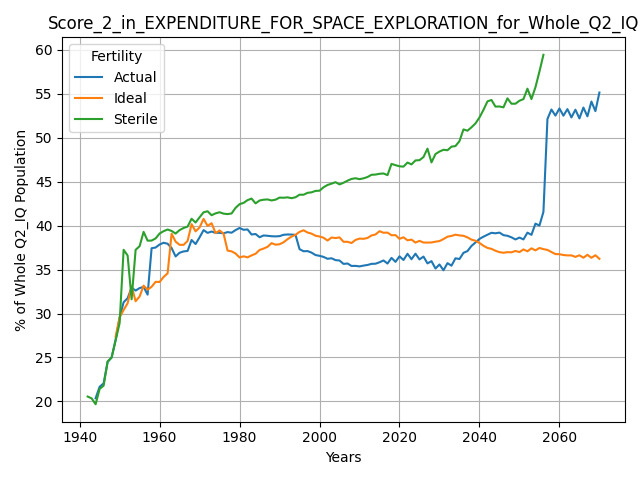 Score_2_in_EXPENDITURE_FOR_SPACE_EXPLORATION_for_Whole_Q2_IQ
60
55
50
45
40
35
30
25
20
% of Whole Q2_IQ Population
Fertility
Actual
Ideal
Sterile
1940 1960 1980 2000 2020 2040 2060
Years